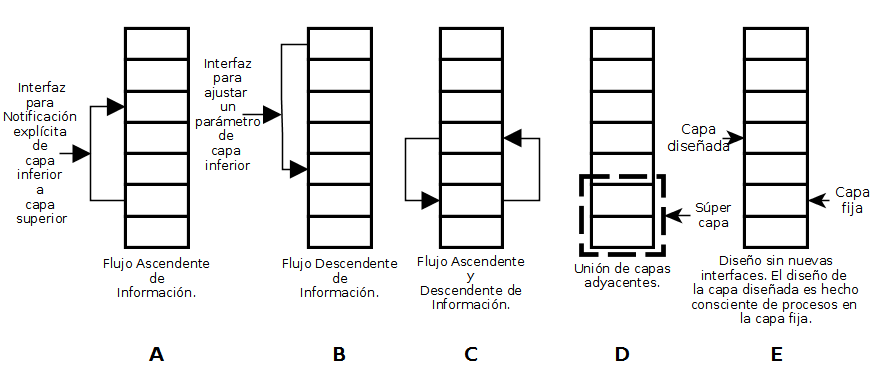 Interfaz
para
Notificación
explícita
de
capa
inferior
a
capa
superior
Flujo Ascendente
de
Información.
A
Interfaz
para
ajustar
un
parámetro
de
capa
inferior
Flujo Descendente
de
Información.
B
Flujo Ascendente
y
Descendente de
Información.
C
Súper
capa
Unión de capas
adyacentes.
D
Capa
diseñada
Capa
fija
Diseño sin nuevas
interfaces. El diseño de
la capa diseñada es hecho
consciente de procesos en
la capa fija.
E